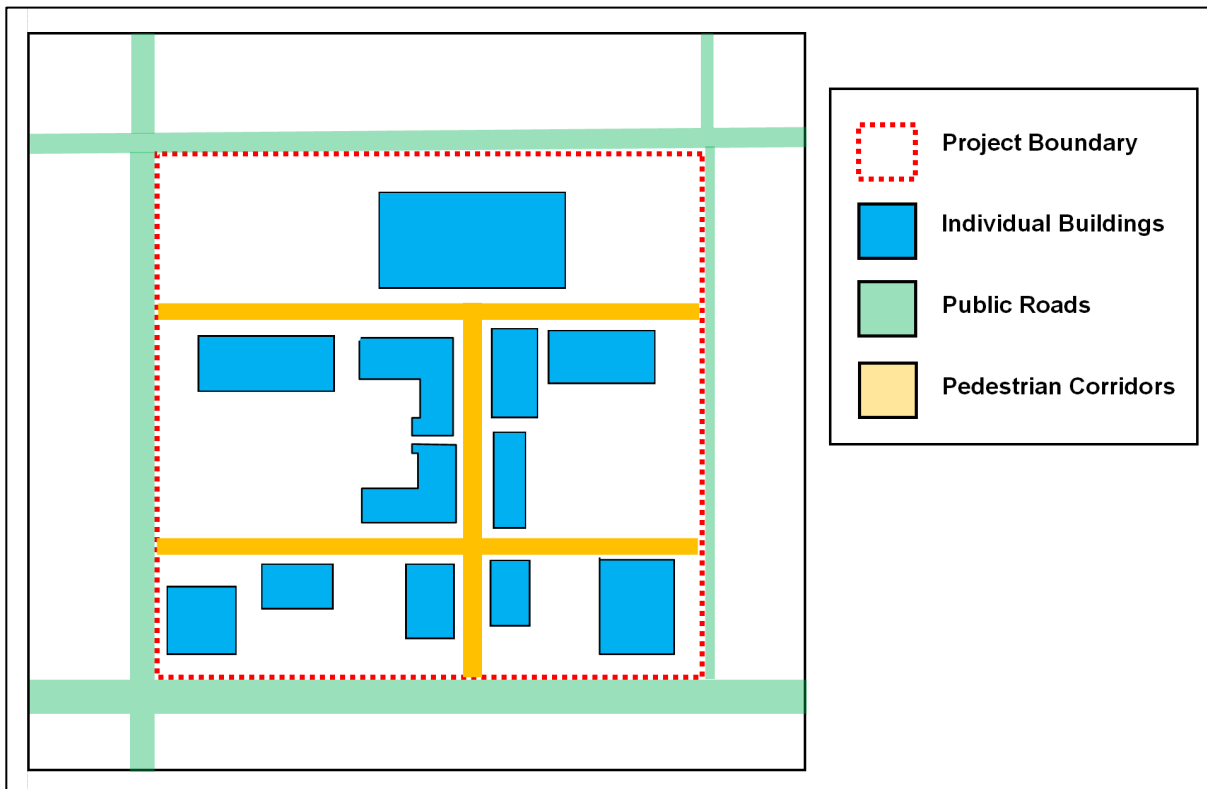 Project Boundary
Individual Buildings
Public Roads
Pedestrian Corridors